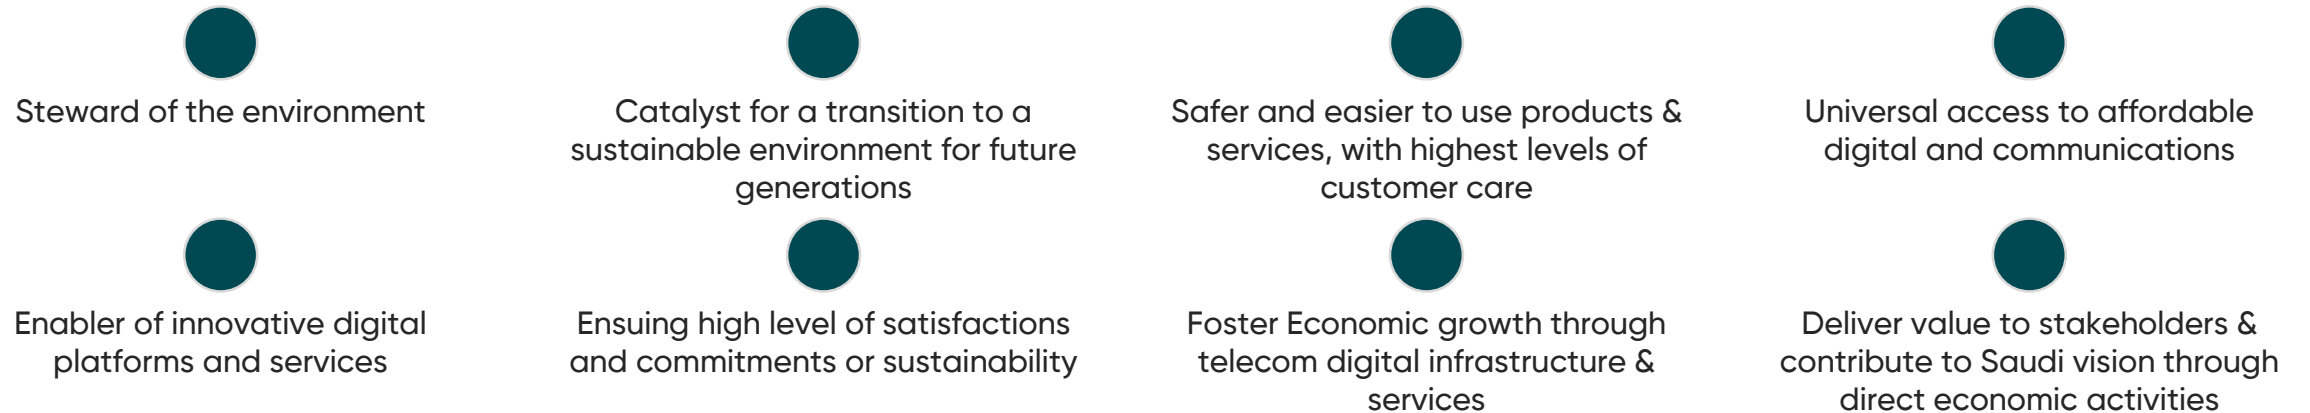 Steward of the environment
Catalyst for a transition to a
sustainable environment for future
generations
Safer and easier to use products &
services, with highest levels of
customer care
Universal access to affordable
digital and communications
Enabler of innovative digital
platforms and services
Ensuing high level of satisfactions
and commitments or sustainability
Foster Economic growth through
telecom digital infrastructure &
services
Deliver value to stakeholders &
contribute to Saudi vision through
direct economic activities